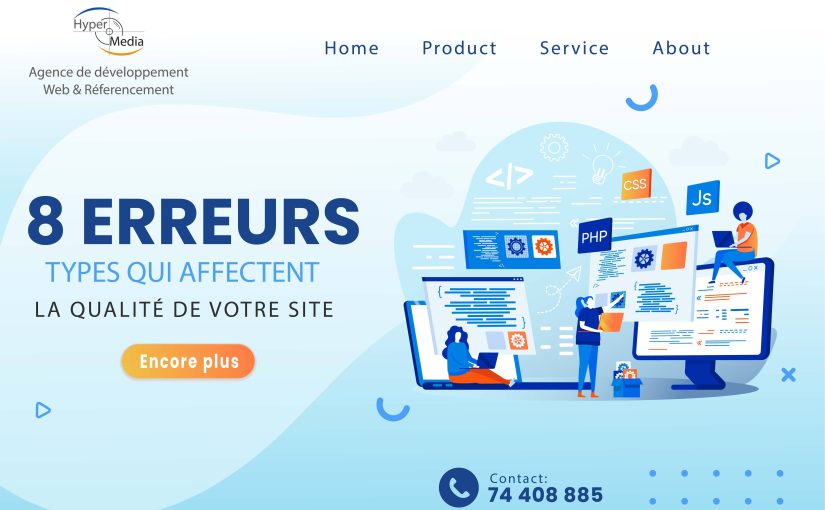 Hyper
Media
Agence de développement
Web & Réferencement
Home Product Service About
8 ERREURS
TYPES QUI AFFECTENT
LA QUALITÉ DE VOTRE SITE
Encore plus
</>
CSS
Js
PHP
Contact:
74 408 885